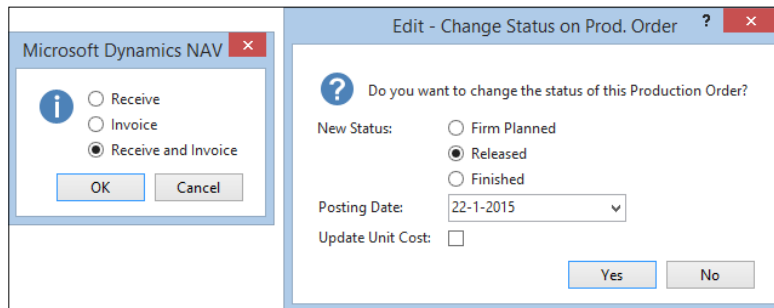 Microsoft Dynamics NAV
Receive
Invoice
Receive and Invoice
OK Cancel
Edit - Change Status on Prod. Order ?
Do you want to change the status of this Production Order?
New Status: Firm Planned
Released
Finished
Posting Date: 22-1-2015
Update Unit Cost:
Yes No